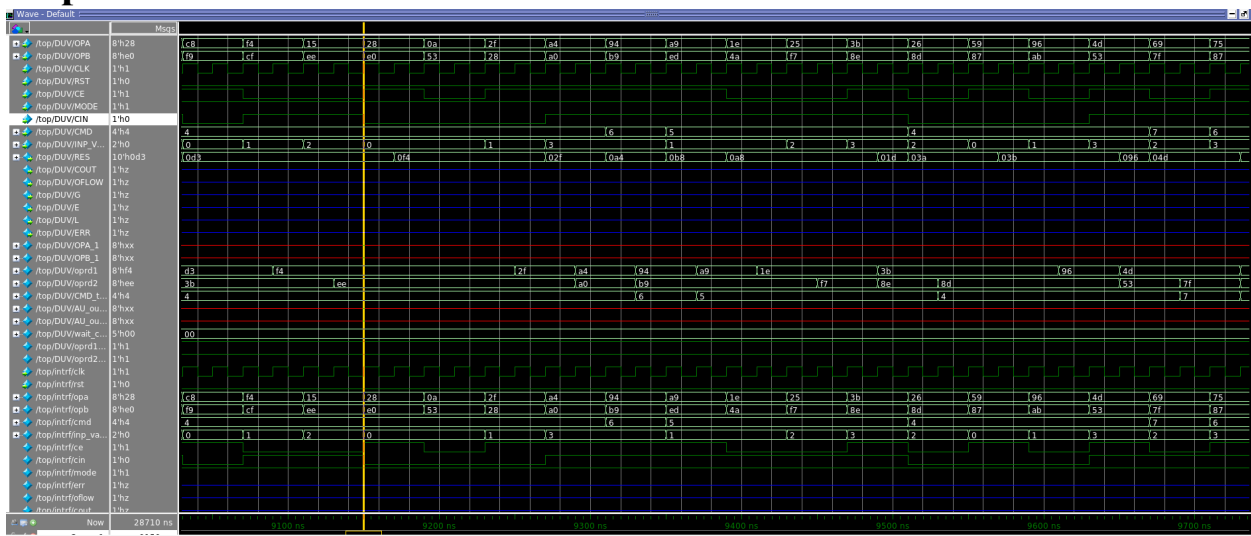 Wave - Default
Msgs
/top/DUV/OPA 8'h28 c8 f4 15 28 0a 2f a4 94 a9 1e 25 3b 26 59 96 4d 69 75
/top/DUV/OPB 8'he0 f9 cf ee e0 53 28 a0 b9 ed 4a f7 8e 8d 87 ab 53 7f 87
/top/DUV/CLK 1'h1
/top/DUV/RST 1'h0
/top/DUV/CE 1'h1
/top/DUV/MODE 1'h1
/top/DUV/CIN 1'h0
/top/DUV/CMD 4'h4 4 6 5 4 7 6
/top/DUV/INP_V... 2'h0 0 1 2 0 1 3 1 2 3 2 0 1 3 2 3
/top/DUV/RES 10'h0d3 0d3 0f4 02f 0a4 0b8 0a8 01d 03a 03b 096 04d
/top/DUV/COUT 1'hz
/top/DUV/OFLOW 1'hz
/top/DUV/G 1'hz
/top/DUV/E 1'hz
/top/DUV/L 1'hz
/top/DUV/ERR 1'hz
/top/DUV/OPA_1 8'hxx
/top/DUV/OPB_1 8'hxx
/top/DUV/oprd1 8'hf4 d3 f4 2f a4 94 a9 1e 3b 96 4d
/top/DUV/oprd2 8'hee 3b ee a0 b9 f7 8e 8d 53 7f
/top/DUV/CMD_t... 4'h4 4 6 5 4 7
/top/DUV/AU_ou... 8'hxx
/top/DUV/AU_ou... 8'hxx
/top/DUV/wait_c... 5'h00 00
/top/DUV/oprd1... 1'h1
/top/DUV/oprd2... 1'h1
/top/intrf/clk 1'h1
/top/intrf/rst 1'h0
/top/intrf/opa 8'h28 c8 f4 15 28 0a 2f a4 94 a9 1e 25 3b 26 59 96 4d 69 75
/top/intrf/opb 8'he0 f9 cf ee e0 53 28 a0 b9 ed 4a f7 8e 8d 87 ab 53 7f 87
/top/intrf/cmd 4'h4 4 6 5 4 7 6
/top/intrf/inp_va... 2'h0 0 1 2 0 1 3 1 2 3 2 0 1 3 2 3
/top/intrf/ce 1'h1
/top/intrf/cin 1'h0
/top/intrf/mode 1'h1
/top/intrf/err 1'hz
/top/intrf/oflow 1'hz
/top/intrf/cout 1'hz
Now 28710 ns 9100 ns 9200 ns 9300 ns 9400 ns 9500 ns 9600 ns 9700 ns